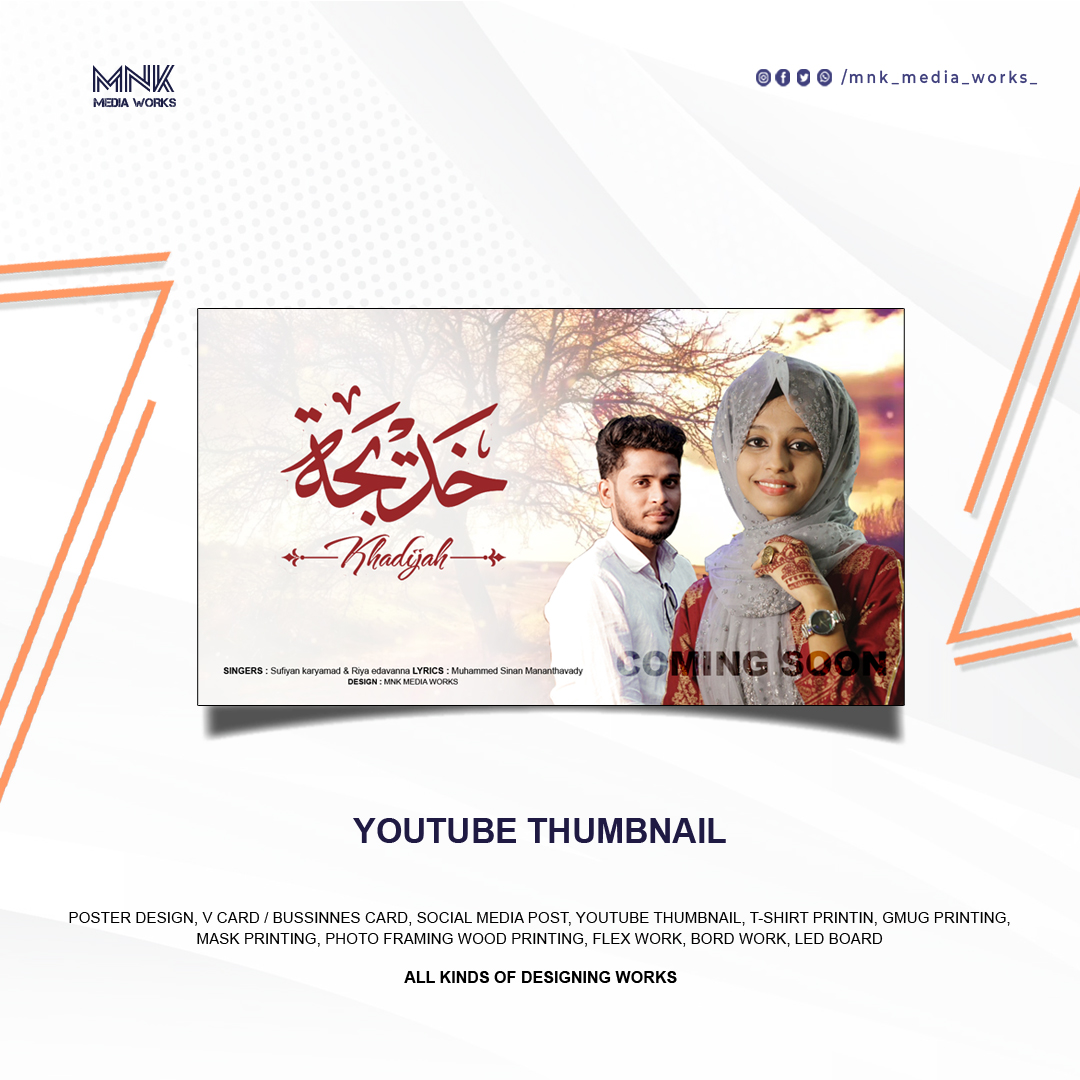 MNK
MEDIA WORKS
/mnk_media_works_
خديجة
Khadijah
SINGERS : Sufiyan karyamad & Riya edavanna LYRICS : Muhammed Sinan Mananthavady
DESIGN : MNK MEDIA WORKS
COMING SOON
YOUTUBE THUMBNAIL
POSTER DESIGN, V CARD / BUSSINNES CARD, SOCIAL MEDIA POST, YOUTUBE THUMBNAIL, T-SHIRT PRINTIN, GMUG PRINTING,
MASK PRINTING, PHOTO FRAMING WOOD PRINTING, FLEX WORK, BORD WORK, LED BOARD
ALL KINDS OF DESIGNING WORKS